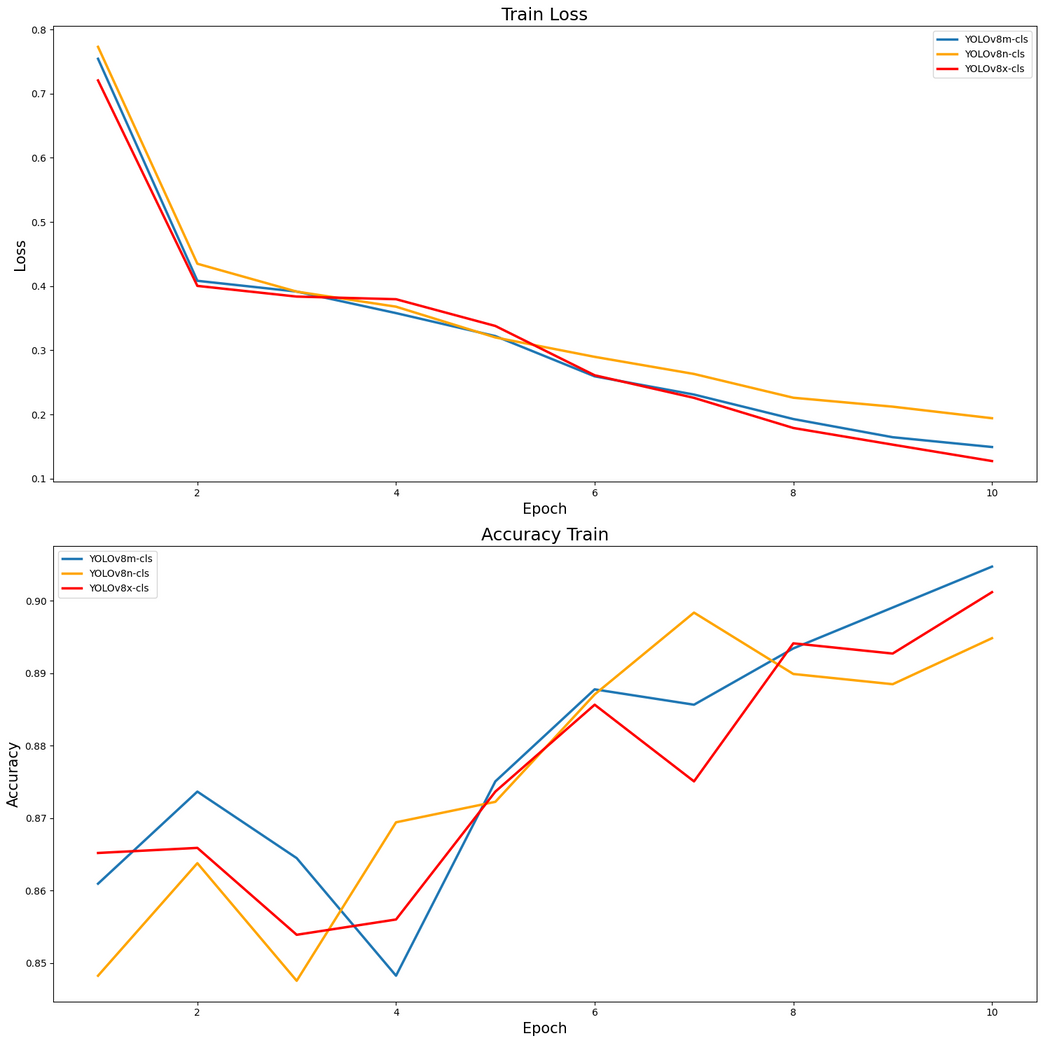 Train Loss
YOLOv8m-cls
YOLOv8n-cls
YOLOv8x-cls
0.8
0.7
0.6
0.5
0.4
0.3
0.2
0.1
Loss
2 4 6 8 10
Epoch
Accuracy Train
YOLOv8m-cls
YOLOv8n-cls
YOLOv8x-cls
0.90
0.89
0.88
0.87
0.86
0.85
Accuracy
2 4 6 8 10
Epoch